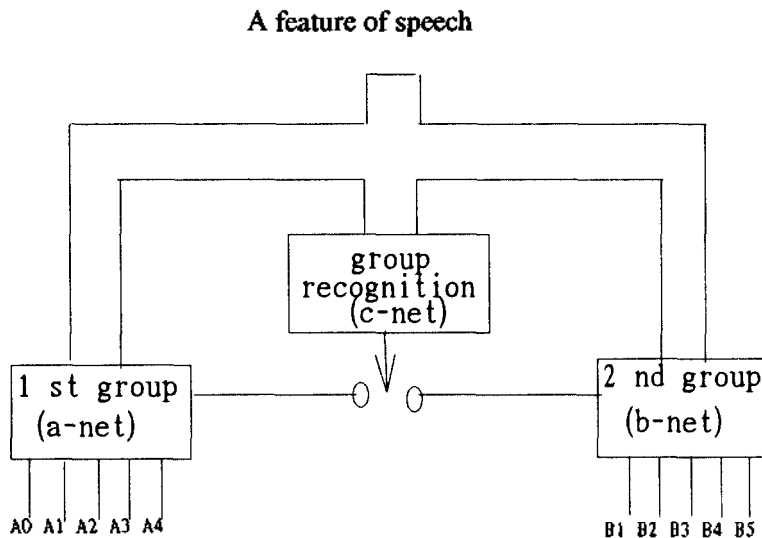 A feature of speech
group
recognition
(c-net)
1 st group
(a-net)
2 nd group
(b-net)
A0 A1 A2 A3 A4
B1 B2 B3 B4 B5